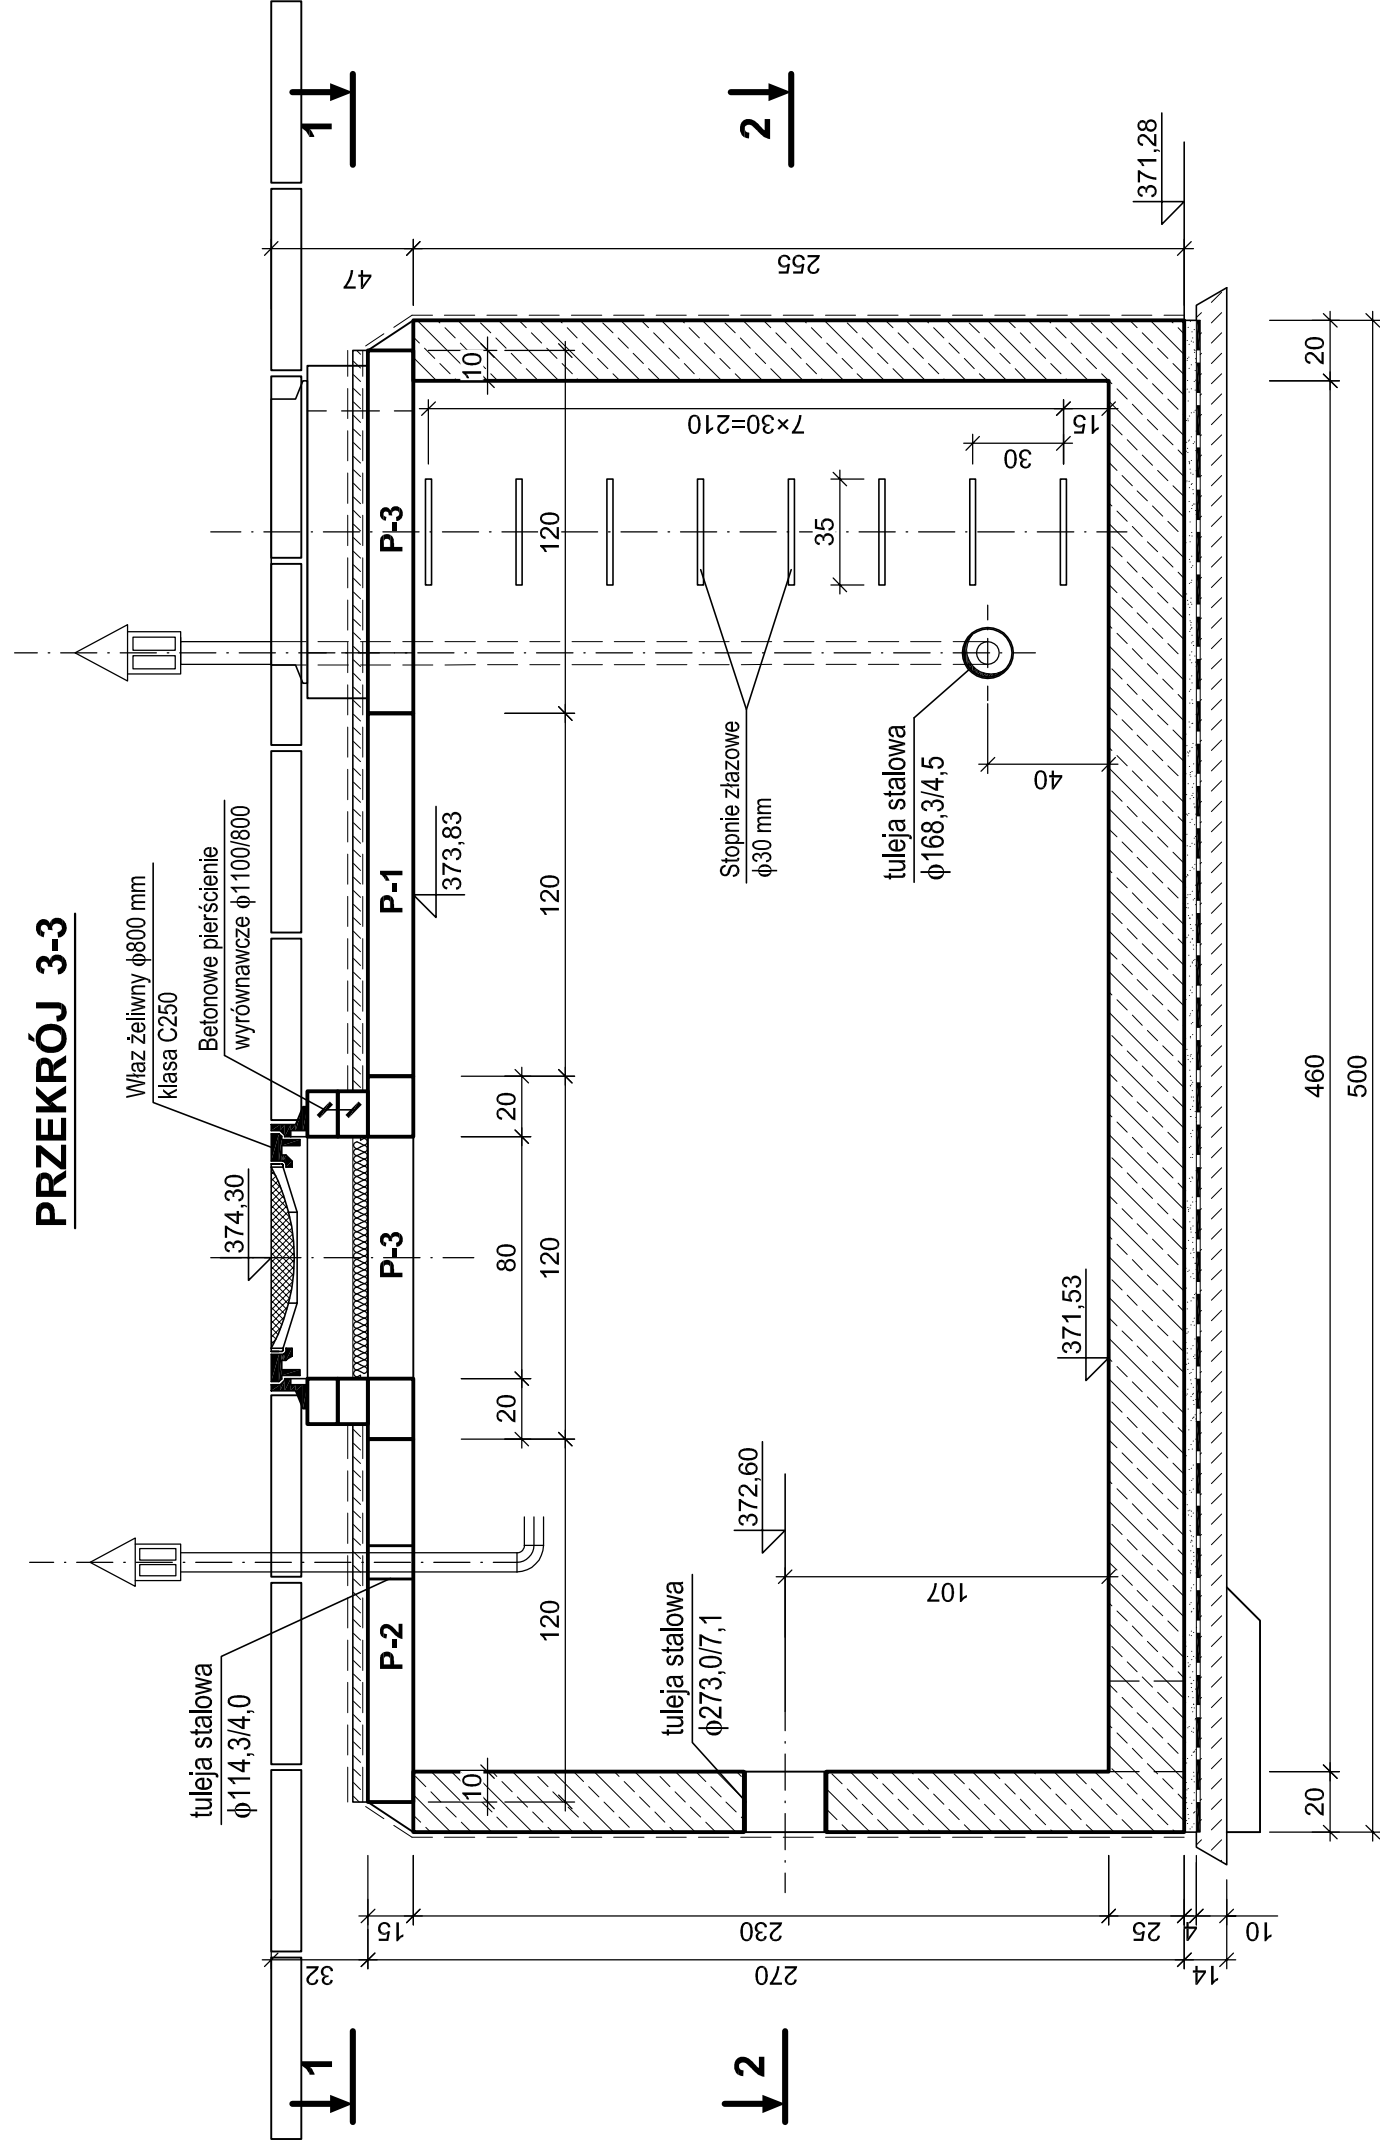 PRZEKRÓJ 3-3
Właz żeliwny ϕ800 mm
klasa C250
Betonowe pierścienie
wyrównawcze ϕ1100/800
374,30
tuleja stalowa
ϕ114,3/4,0
1
1
47
32
P-2
P-3
P-1
P-3
373,83
15
10
20
80
20
10
120
120
120
120
7×30=210
35
30
15
Stopnie złazowe
ϕ30 mm
tuleja stalowa
ϕ273,0/7,1
372,60
107
tuleja stalowa
ϕ168,3/4,5
40
2
2
230
270
255
371,53
371,28
25
4
14
10
20
460
20
500